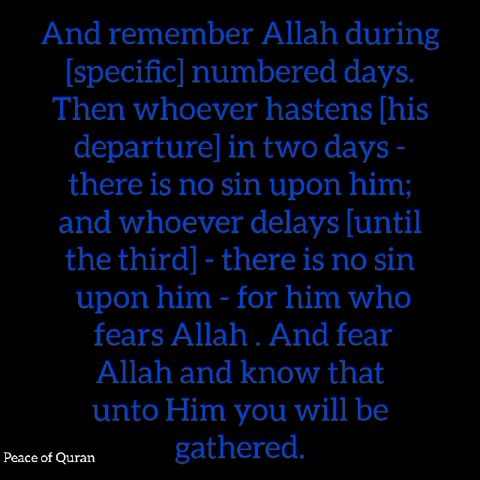 And remember Allah during
[specific] numbered days.
Then whoever hastens [his
departure] in two days -
there is no sin upon him;
and whoever delays [until
the third] - there is no sin
upon him - for him who
fears Allah . And fear
Allah and know that
unto Him you will be
gathered.
Peace of Quran